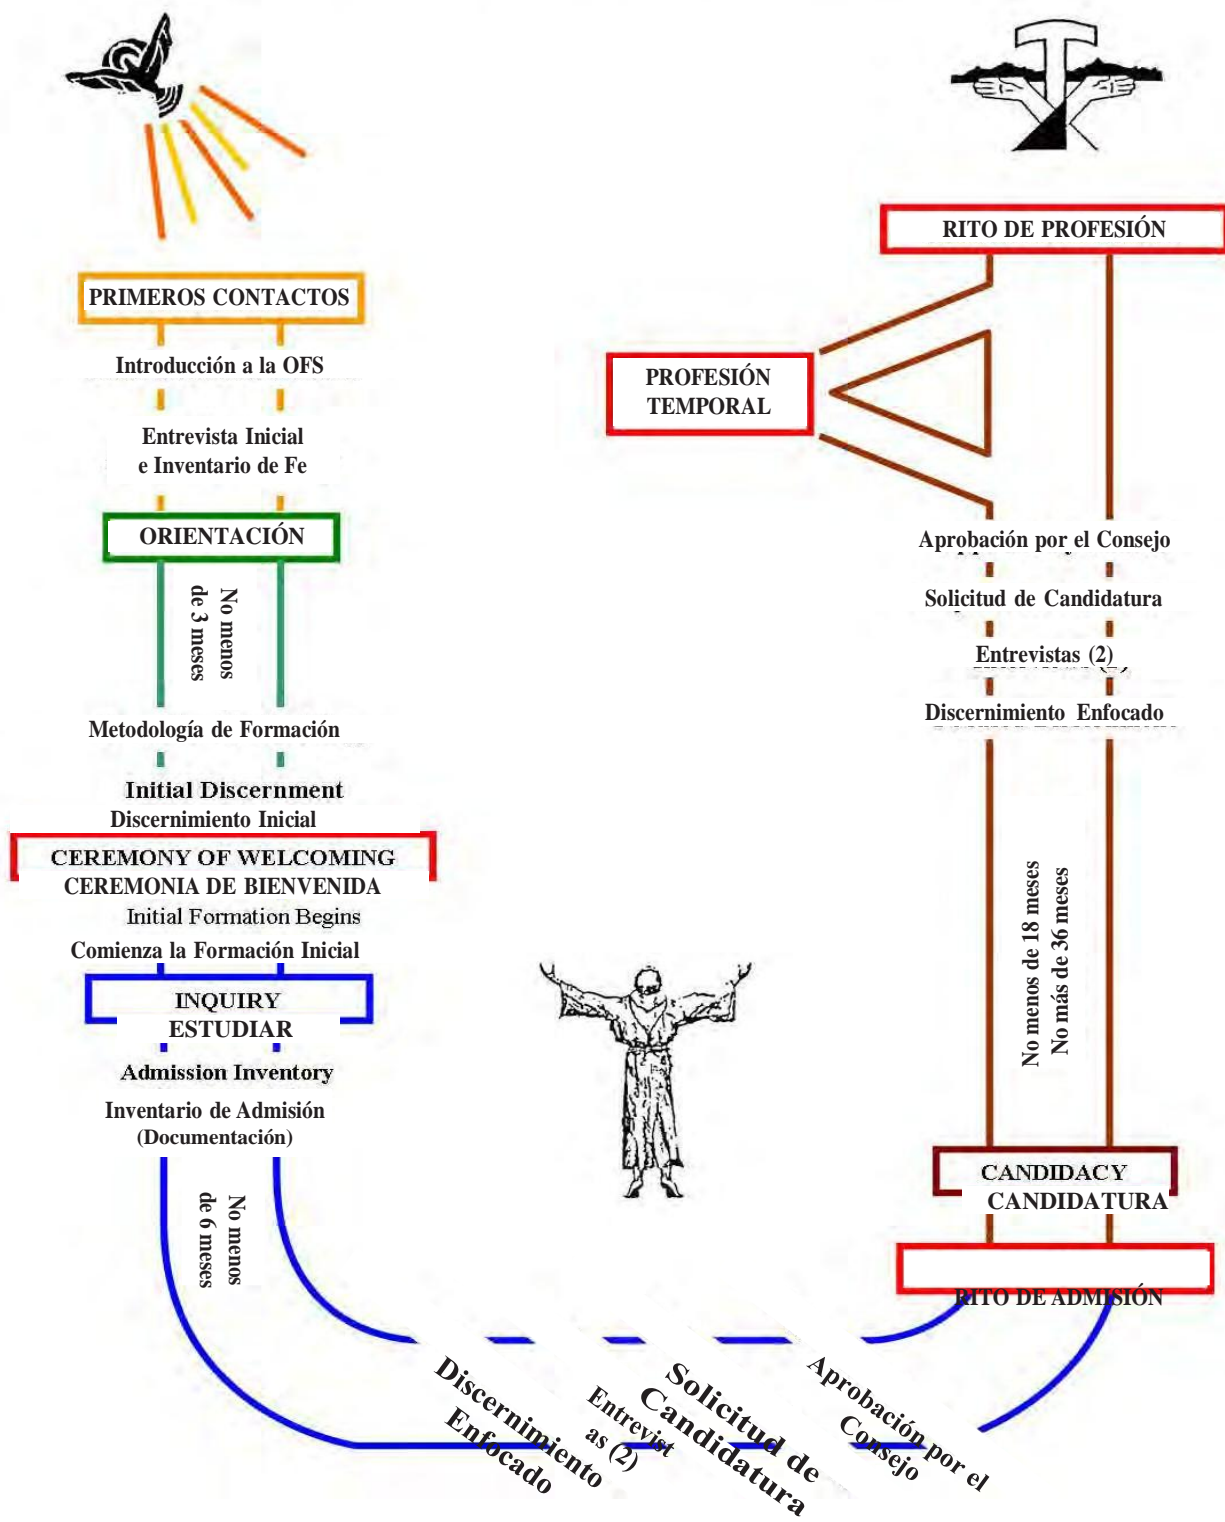 PRIMEROS CONTACTOS
Introducción a la OFS
Entrevista Inicial
e Inventario de Fe
ORIENTACIÓN
No menos
de 3 meses
Metodología de Formación
Initial Discernment
Discernimiento Inicial
CEREMONY OF WELCOMING
CEREMONIA DE BIENVENIDA
Initial Formation Begins
Comienza la Formación Inicial
INQUIRY
ESTUDIAR
Admission Inventory
Inventario de Admisión
(Documentación)
No menos
de 6 meses
Discernimiento
Enfocado
Entrevist
as (2)
Solicitud de
Candidatura
Aprobación por el
Consejo
RITO DE ADMISIÓN
CANDIDACY
CANDIDATURA
No menos de 18 meses
No más de 36 meses
Discernimiento Enfocado
Entrevistas (2)
Solicitud de Candidatura
Aprobación por el Consejo
PROFESIÓN
TEMPORAL
RITO DE PROFESIÓN